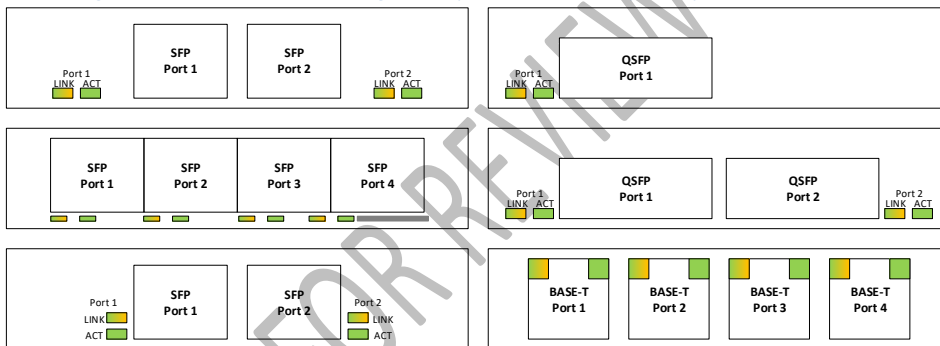 SFP
Port 1
SFP
Port 2
Port 1
LINK ACT
Port 2
LINK ACT
QSFP
Port 1
Port 1
LINK ACT
SFP
Port 1
SFP
Port 2
SFP
Port 3
SFP
Port 4
QSFP
Port 1
QSFP
Port 2
Port 1
LINK ACT
Port 2
LINK ACT
SFP
Port 1
SFP
Port 2
Port 1
LINK
ACT
Port 2
LINK
ACT
BASE-T
Port 1
BASE-T
Port 2
BASE-T
Port 3
BASE-T
Port 4
FOR REVIEW